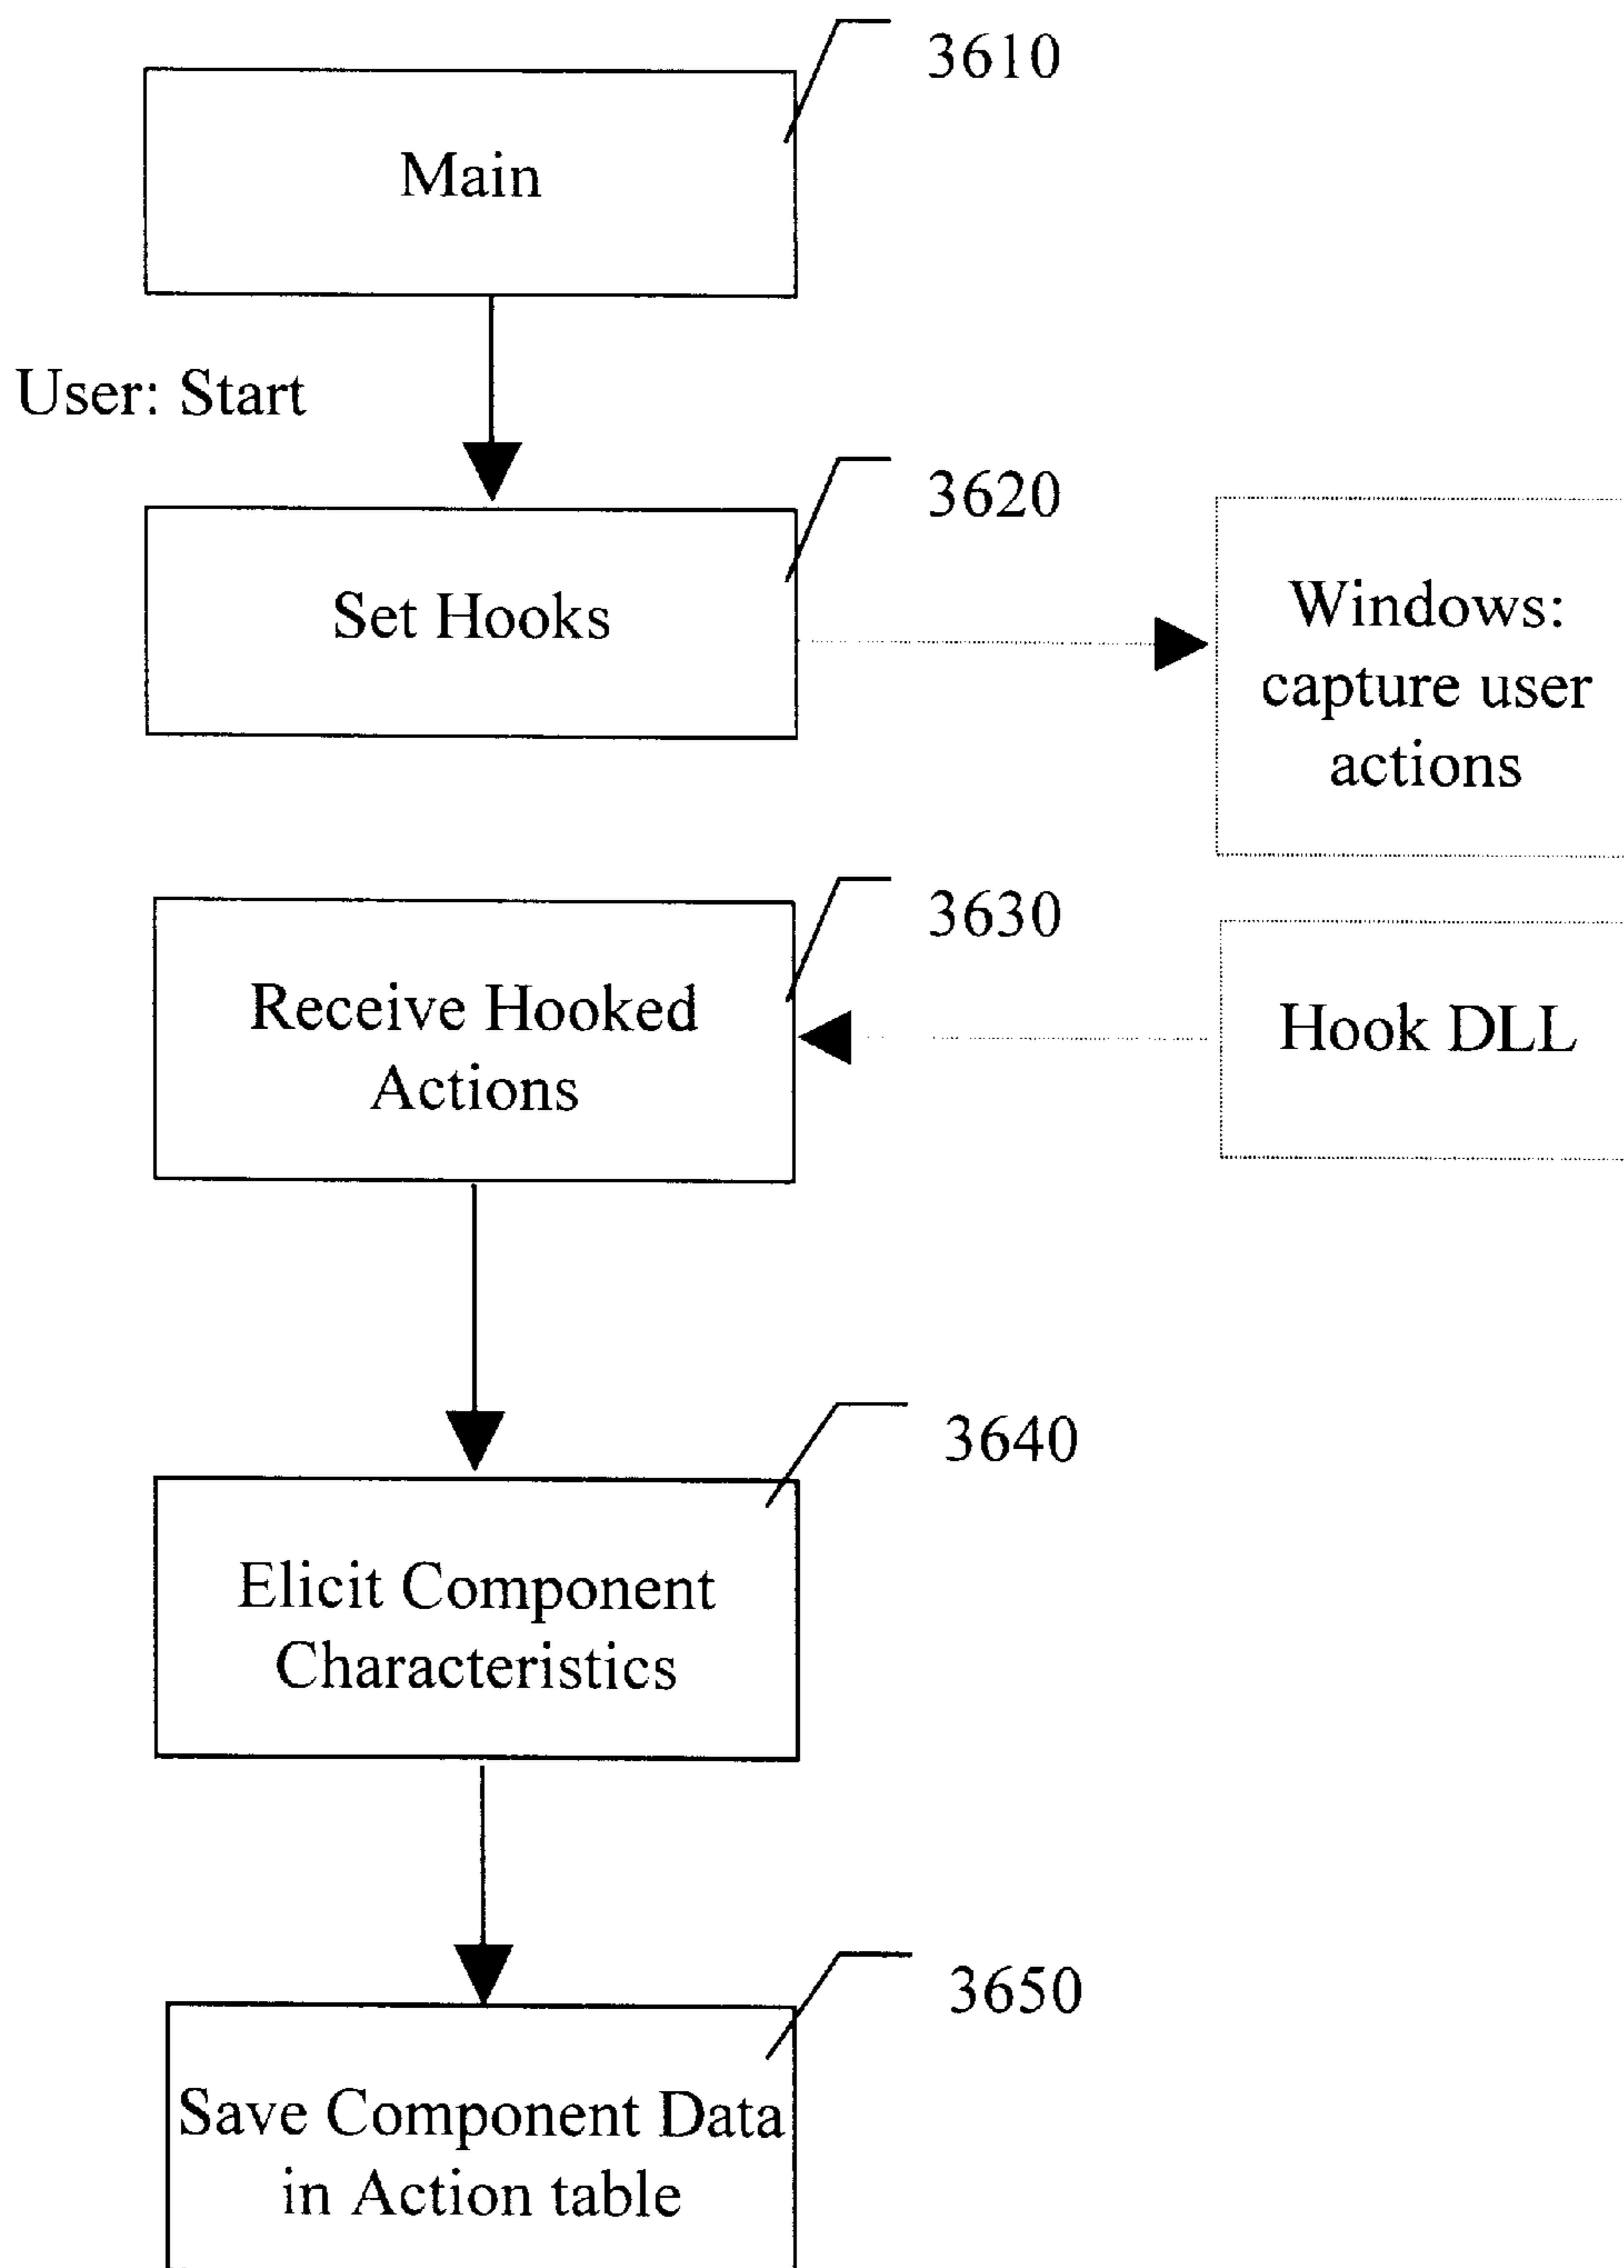 3610
Main
User: Start
3620
Set Hooks
Windows:
capture user
actions
3630
Receive Hooked
Actions
Hook DLL
3640
Elicit Component
Characteristics
3650
Save Component Data
in Action table